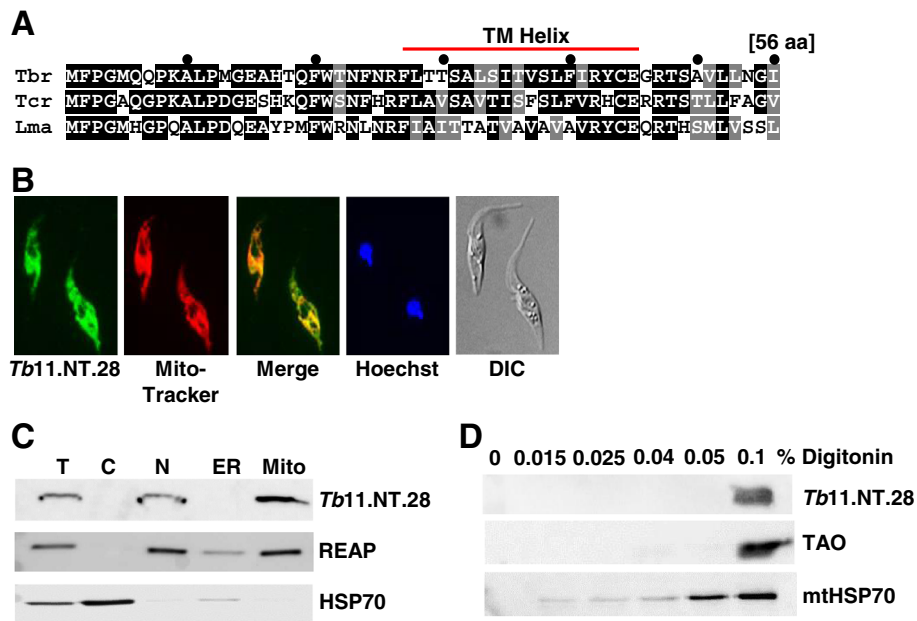 A
TM Helix
[56 aa]
Tbr MFPGMQQPKALPMGEAHTQFWTNFNRFLTTSALSITVSLFIRYCEGRTSAVLLNGI
Tcr MFPGAQGPKALPDGESHKQFWSNFHRFLAVSAVTISFSLFVRHCERRTSTLLFAGV
Lma MFPGMHGPQALPDQEAYPMFWRNLNRFIAITTATVAVAVAVRYCEQRTHSMLVSSL
B
Tb11.NT.28 Mito-Tracker Merge Hoechst DIC
C
T C N ER Mito
Tb11.NT.28
REAP
HSP70
D
0 0.015 0.025 0.04 0.05 0.1 % Digitonin
Tb11.NT.28
TAO
mtHSP70